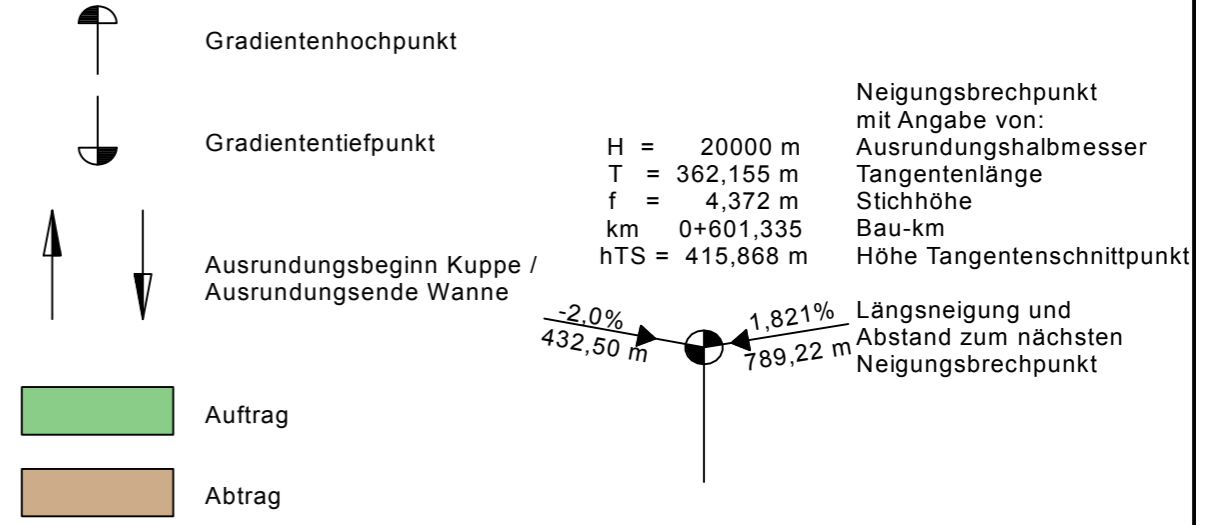 Gradientenhochpunkt
Gradiententiefpunkt
Ausrundungsbeginn Kuppe /
Ausrundungsende Wanne
Auftrag
Abtrag
Neigungsbrechpunkt
mit Angabe von:
H = 20000 m Ausrundungshalbmesser
T = 362,155 m Tangentenlänge
f = 4,372 m Stichhöhe
km 0+601,335 Bau-km
hTS = 415,868 m Höhe Tangentenschnittpunkt
-2,0%
432,50 m
1,821%
789,22 m
Längsneigung und
Abstand zum nächsten
Neigungsbrechpunkt